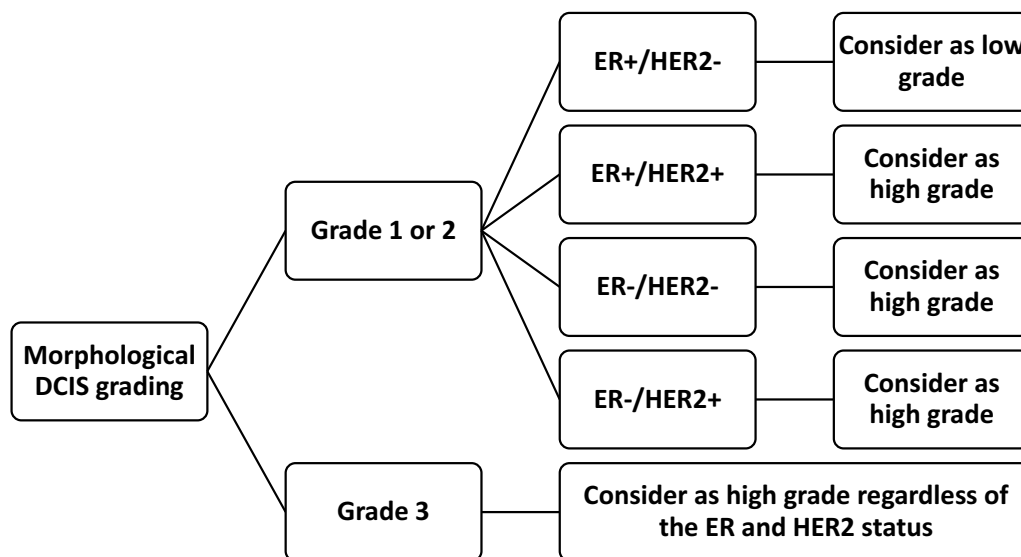 ER+/HER2-
Consider as low
grade
ER+/HER2+
Consider as
high grade
Grade 1 or 2
ER-/HER2-
Consider as
high grade
Morphological
DCIS grading
ER-/HER2+
Consider as
high grade
Grade 3
Consider as high grade regardless of
the ER and HER2 status